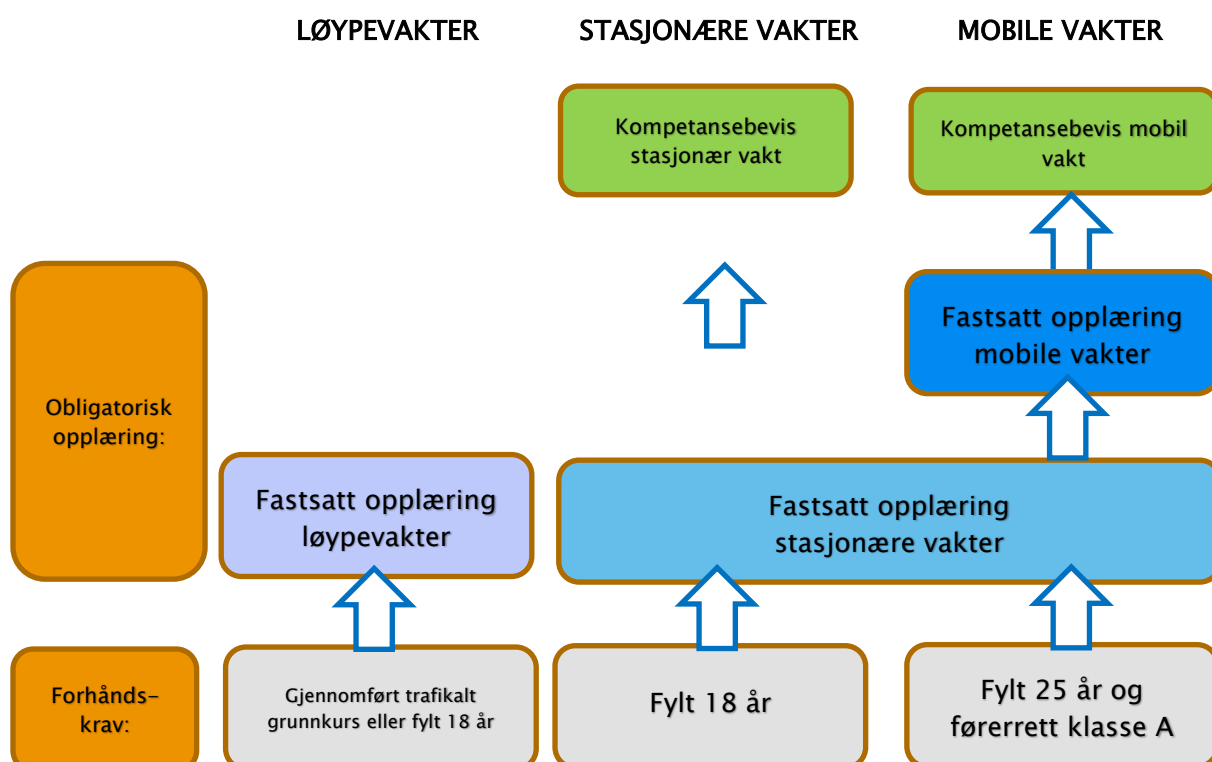 LØYPEVAKTER
STASJONÆRE VAKTER
MOBILE VAKTER
Kompetansebevis
stasjonær vakt
Kompetansebevis mobil
vakt
Obligatorisk
opplæring:
Fastsatt opplæring
mobile vakter
Fastsatt opplæring
løypevakter
Fastsatt opplæring
stasjonære vakter
Forhånds-
krav:
Gjennomført trafikalt
grunnkurs eller fylt 18 år
Fylt 18 år
Fylt 25 år og
førerrett klasse A